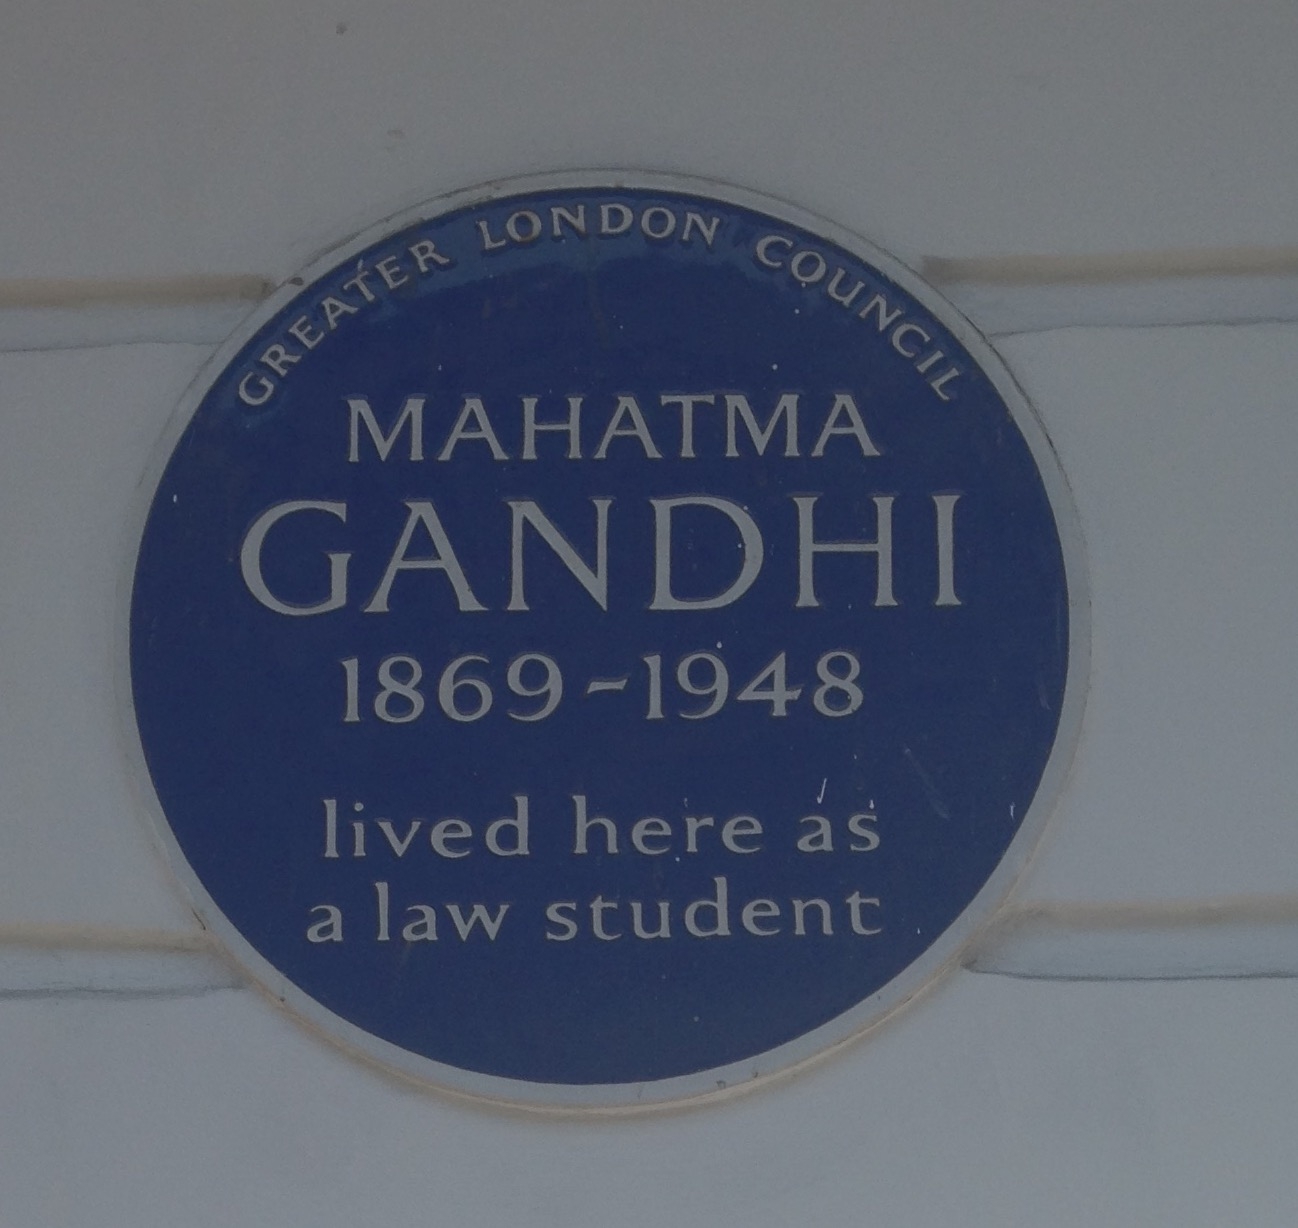 GREATER LONDON COUNCIL
MAHATMA
GANDHI
1869-1948
lived here as
a law student